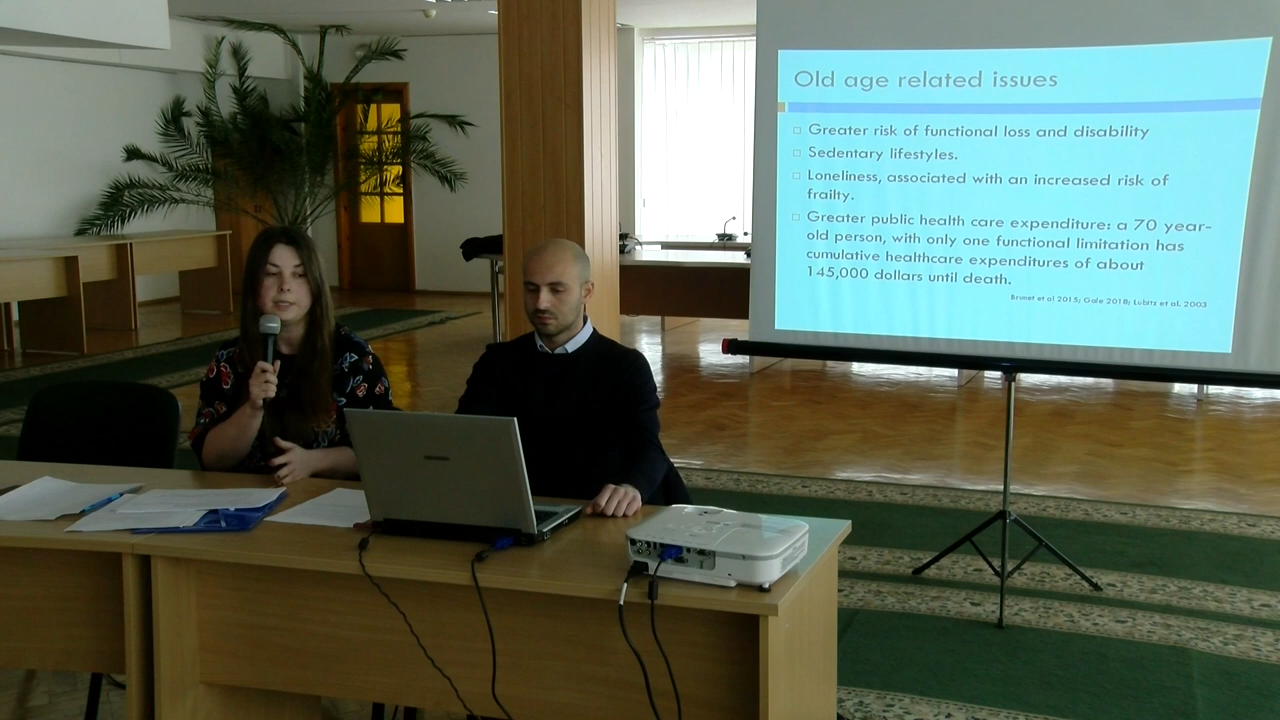 Old age related issues
Greater risk of functional loss and disability
Sedentary lifestyles.
Loneliness, associated with an increased risk of
frailty.
Greater public health care expenditure: a 70 year-
old person, with only one functional limitation has
cumulative healthcare expenditures of about
145,000 dollars until death.
Brunet et al 2015; Gale 2018; Lubitz et al. 2003